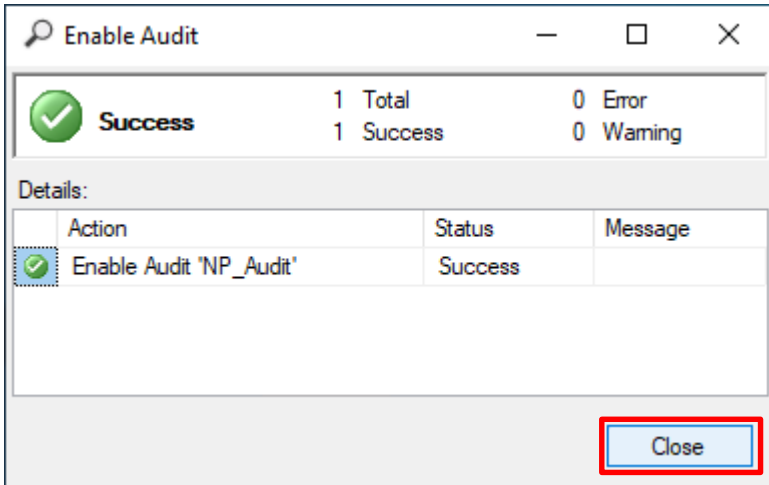 Enable Audit
Success
1 Total 0 Error
1 Success 0 Warning
Details:
Action Status Message
Enable Audit 'NP_Audit' Success
Close